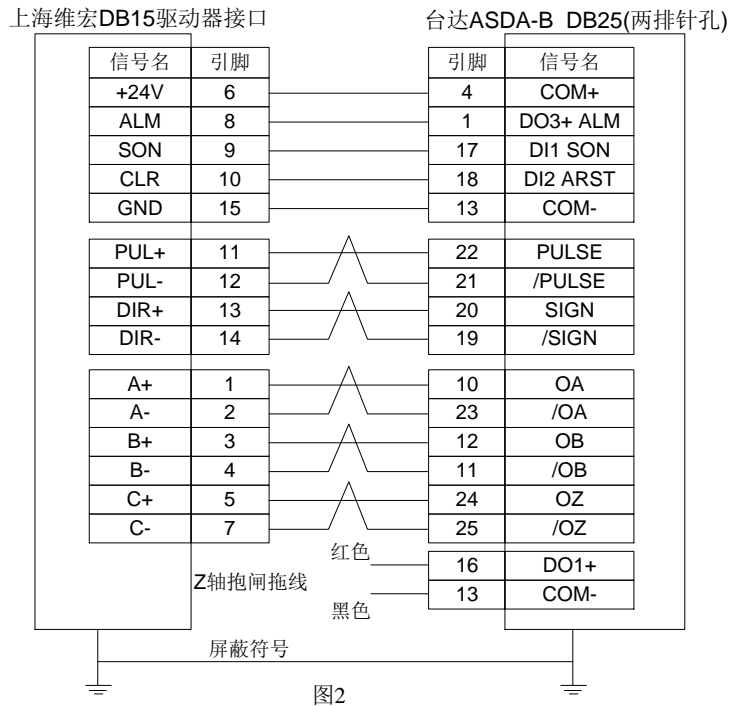 上海维宏DB15驱动器接口 台达ASDA-B DB25(两排针孔)
信号名 引脚 引脚 信号名
+24V 6 4 COM+
ALM 8 1 DO3+ ALM
SON 9 17 DI1 SON
CLR 10 18 DI2 ARST
GND 15 13 COM-
PUL+ 11 22 PULSE
PUL- 12 21 /PULSE
DIR+ 13 20 SIGN
DIR- 14 19 /SIGN
A+ 1 10 OA
A- 2 23 /OA
B+ 3 12 OB
B- 4 11 /OB
C+ 5 24 OZ
C- 7 25 /OZ
红色 16 DO1+
Z轴抱闸拖线
黑色 13 COM-
屏蔽符号
图2